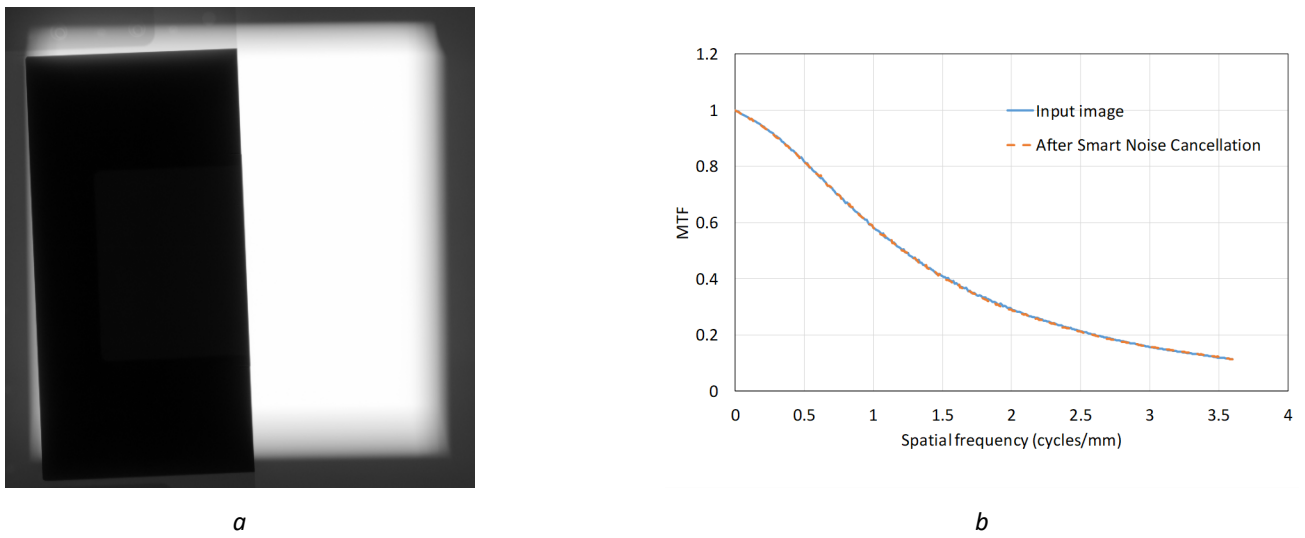 1.2
1
0.8
0.6
0.4
0.2
0
MTF
Input image
After Smart Noise Cancellation
0 0.5 1 1.5 2 2.5 3 3.5 4
Spatial frequency (cycles/mm)
a b